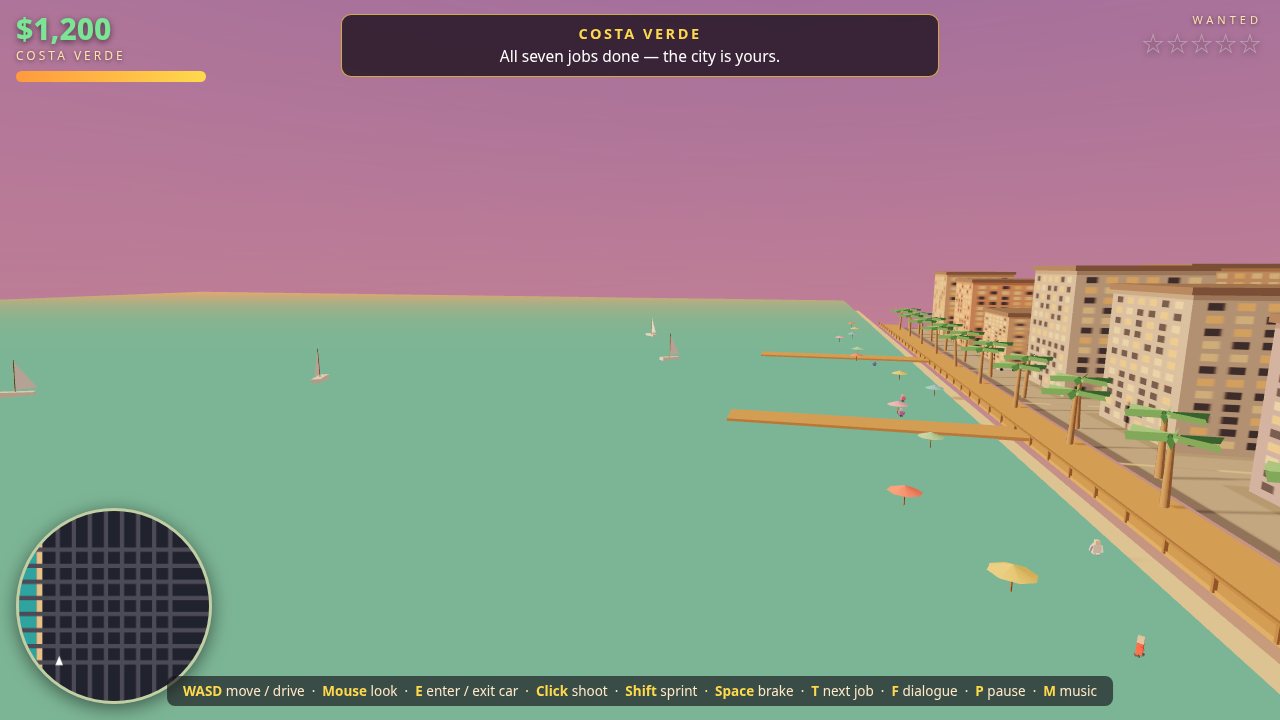 $1,200
COSTA VERDE
COSTA VERDE
All seven jobs done — the city is yours.
WANTED
WASD move / drive · Mouse look · E enter / exit car · Click shoot · Shift sprint · Space brake · T next job · F dialogue · P pause · M music